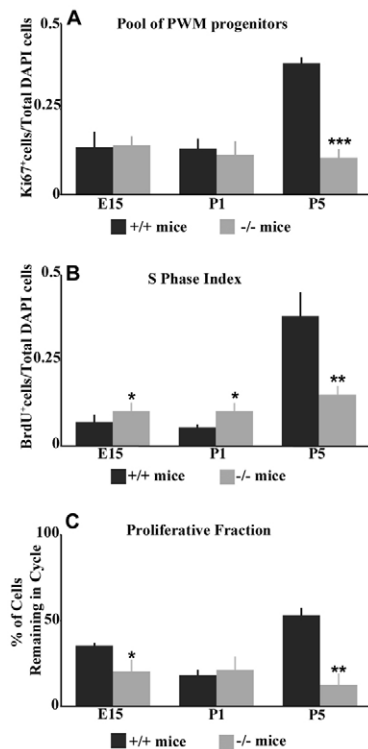 A Pool of PWM progenitors
Ki67+cells/Total DAPI cells
0.5
0.25
0
***
E15 P1 P5
+/+ mice -/- mice
B S Phase Index
BrdU+cells/Total DAPI cells
0.5
0.25
0
* * **
E15 P1 P5
+/+ mice -/- mice
C Proliferative Fraction
% of Cells
Remaining in Cycle
100
50
0
* **
E15 P1 P5
+/+ mice -/- mice